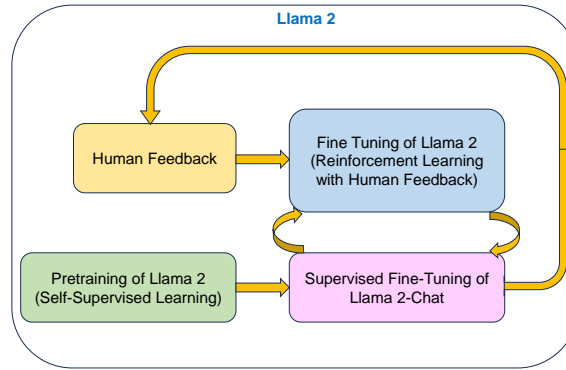 Llama 2
Human Feedback
Fine Tuning of Llama 2
(Reinforcement Learning
with Human Feedback)
Pretraining of Llama 2
(Self-Supervised Learning)
Supervised Fine-Tuning of
Llama 2-Chat